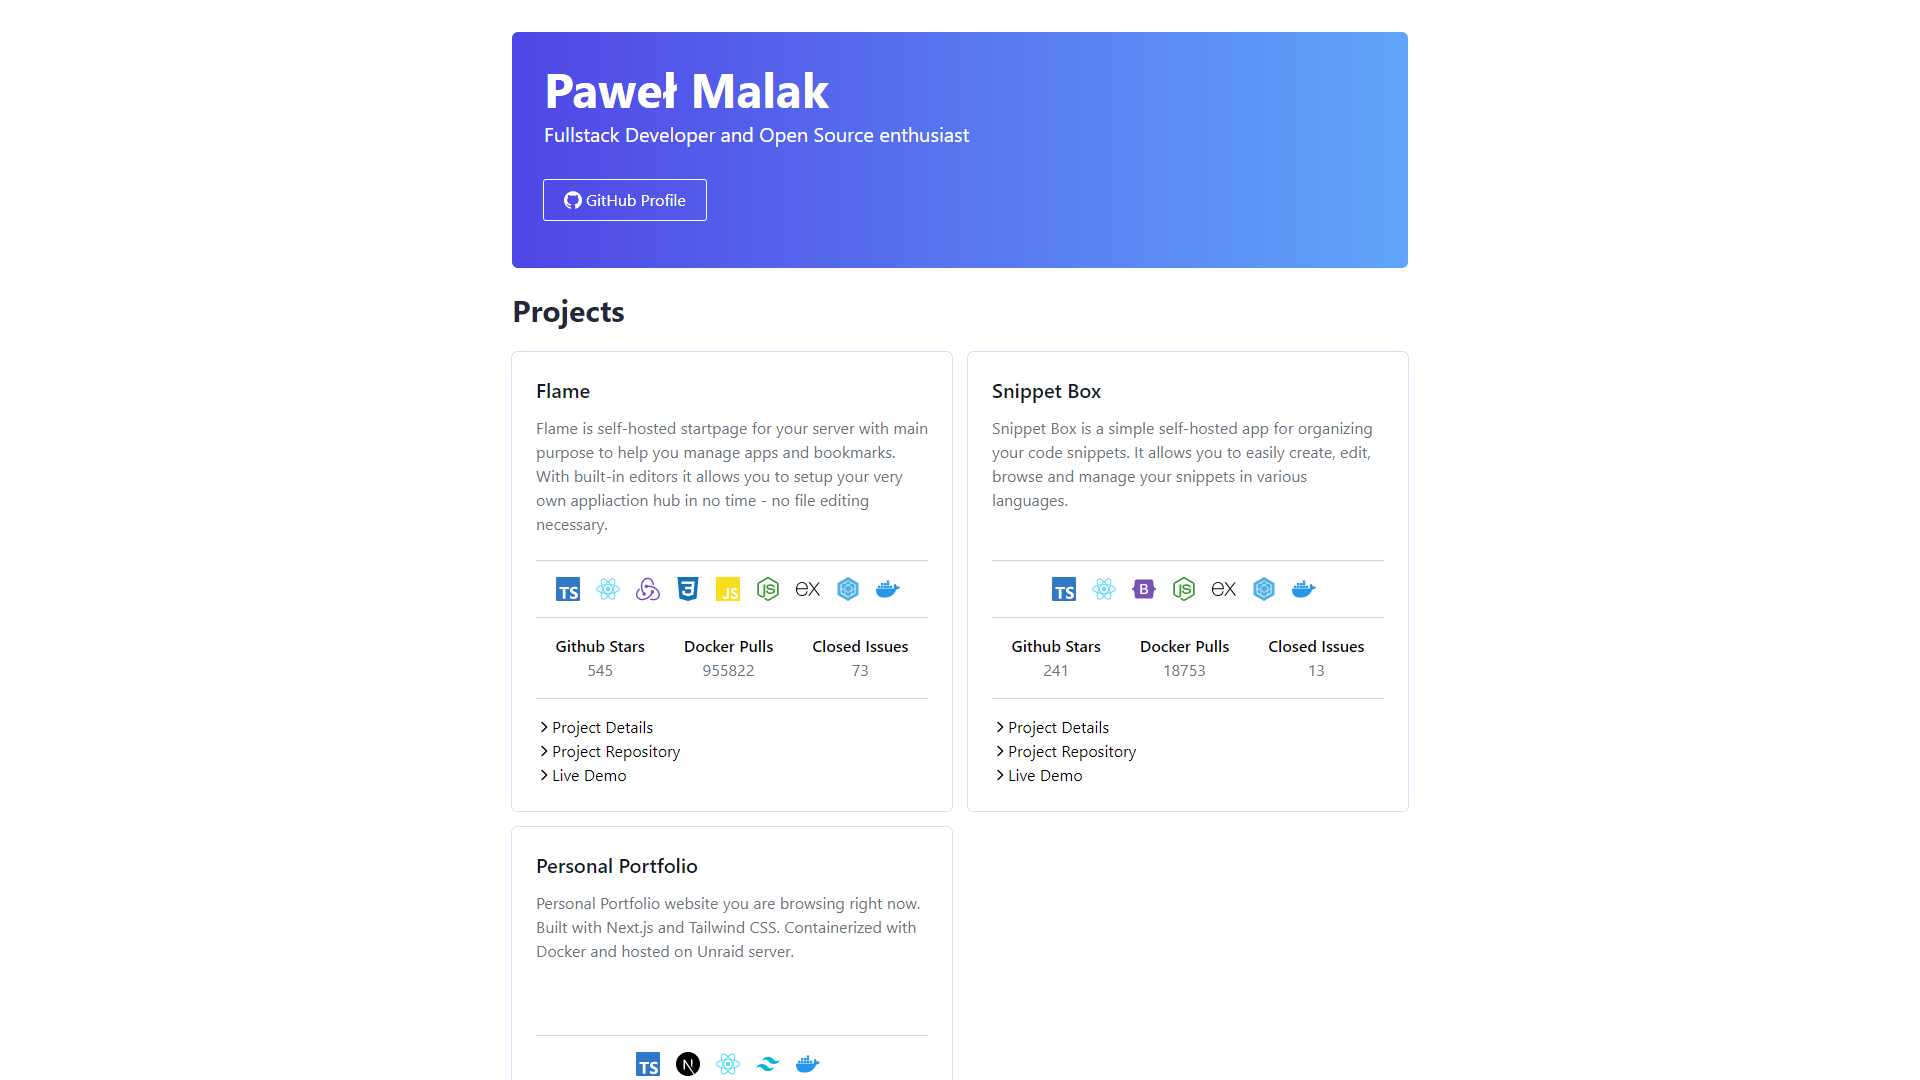 Paweł Malak
Fullstack Developer and Open Source enthusiast
GitHub Profile
Projects
Flame
Flame is self-hosted startpage for your server with main
purpose to help you manage apps and bookmarks.
With built-in editors it allows you to setup your very
own appliaction hub in no time - no file editing
necessary.
TS 3 JS JS ex
Github Stars Docker Pulls Closed Issues
545 955822 73
Project Details
Project Repository
Live Demo
Snippet Box
Snippet Box is a simple self-hosted app for organizing
your code snippets. It allows you to easily create, edit,
browse and manage your snippets in various
languages.
TS B JS ex
Github Stars Docker Pulls Closed Issues
241 18753 13
Project Details
Project Repository
Live Demo
Personal Portfolio
Personal Portfolio website you are browsing right now.
Built with Next.js and Tailwind CSS. Containerized with
Docker and hosted on Unraid server.
TS N